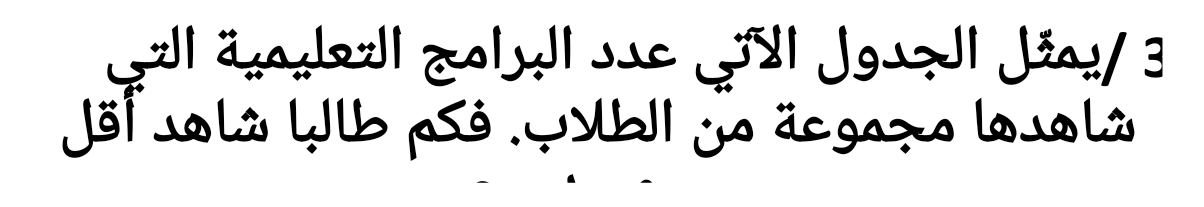 3 /يمثّل الجدول الآتي عدد البرامج التعليمية التي
شاهدها مجموعة من الطلاب. فكم طالبا شاهد أقل